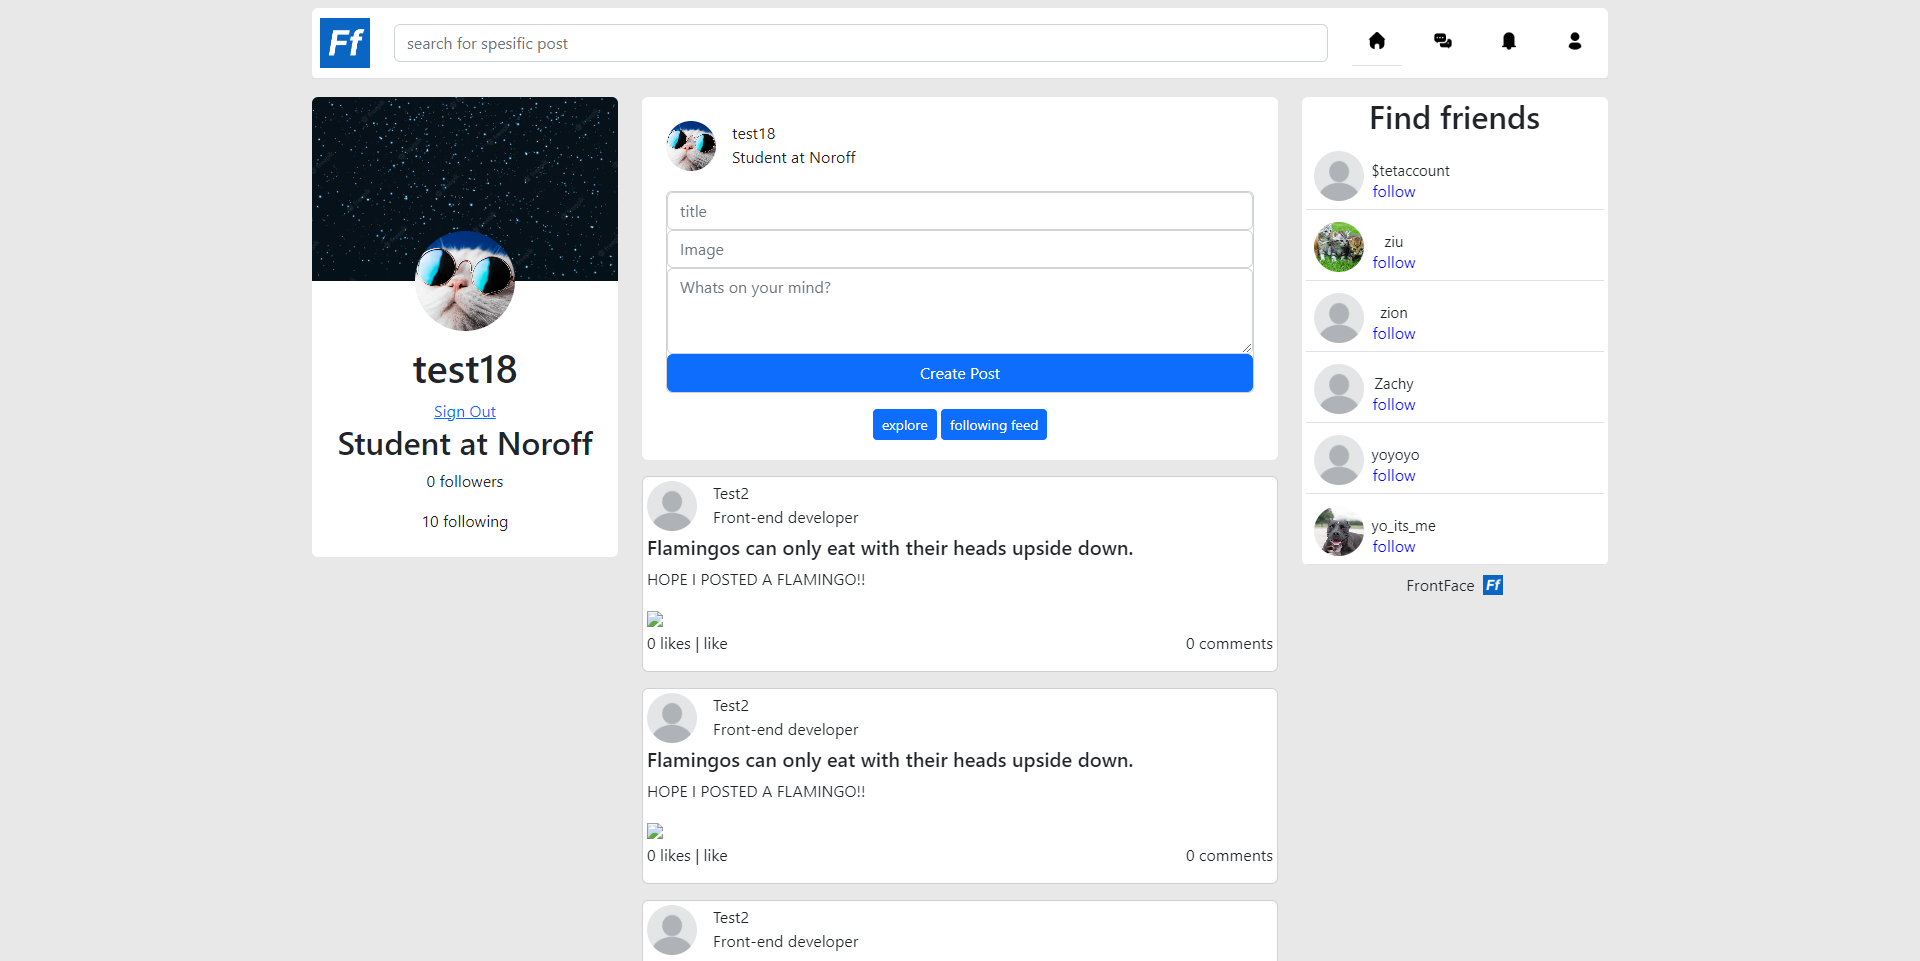 Ff
search for spesific post
test18
Sign Out
Student at Noroff
0 followers
10 following
test18
Student at Noroff
title
Image
Whats on your mind?
Create Post
explore
following feed
Test2
Front-end developer
Flamingos can only eat with their heads upside down.
HOPE I POSTED A FLAMINGO!!
0 likes | like
0 comments
Test2
Front-end developer
Flamingos can only eat with their heads upside down.
HOPE I POSTED A FLAMINGO!!
0 likes | like
0 comments
Test2
Front-end developer
Find friends
$tetaccount
follow
ziu
follow
zion
follow
Zachy
follow
yoyoyo
follow
yo_its_me
follow
FrontFace Ff